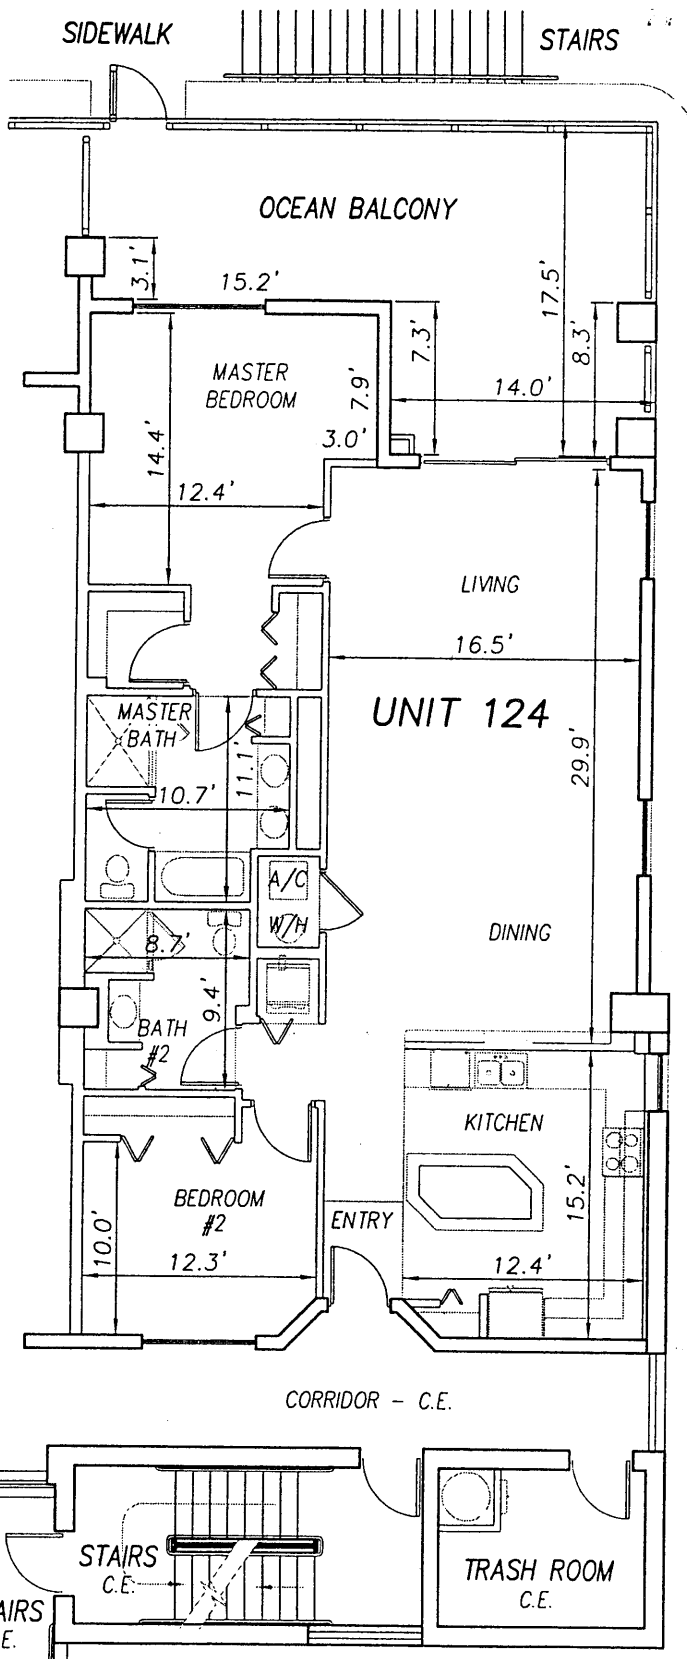 SIDEWALK
STAIRS
OCEAN BALCONY
3.1'
15.2'
17.5'
7.3'
8.3'
MASTER
BEDROOM
7.9'
14.0'
14.4'
3.0'
12.4'
LIVING
16.5'
UNIT 124
MASTER
BATH
11.1'
29.9'
10.7'
A/C
W/H
DINING
8.7'
9.4'
BATH
#2
KITCHEN
BEDROOM
#2
ENTRY
15.2'
10.0'
12.3'
12.4'
CORRIDOR - C.E.
STAIRS
C.E.
TRASH ROOM
C.E.
AIRS
E.